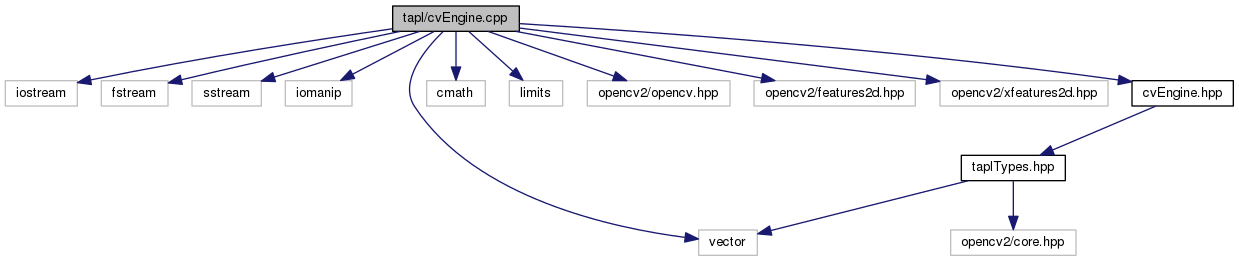 tapl/cvEngine.cpp
iostream
fstream
sstream
iomanip
cmath
limits
opencv2/opencv.hpp
opencv2/features2d.hpp
opencv2/xfeatures2d.hpp
cvEngine.hpp
taplTypes.hpp
vector
opencv2/core.hpp